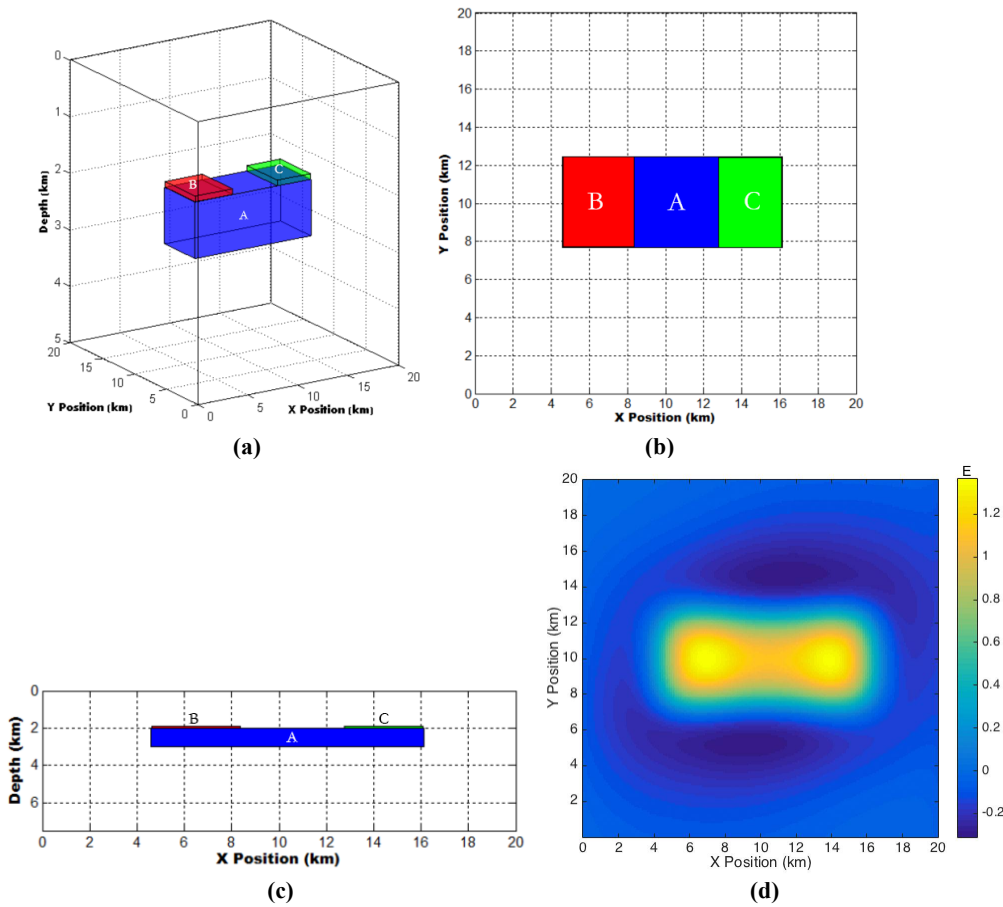 0
1
2
3
4
5
Depth (km)
B
C
A
20
15
10
5
0
Y Position (km)
0
5
10
15
20
X Position (km)
(a)
20
18
16
14
12
10
8
6
4
2
0
Y Position (km)
B A C
0 2 4 6 8 10 12 14 16 18 20
X Position (km)
(b)
0
2
4
6
Depth (km)
B C
A
0 2 4 6 8 10 12 14 16 18 20
X Position (km)
(c)
20
18
16
14
12
10
8
6
4
2
Y Position (km)
0 2 4 6 8 10 12 14 16 18 20
X Position (km)
E
1.2
1
0.8
0.6
0.4
0.2
0
-0.2
(d)